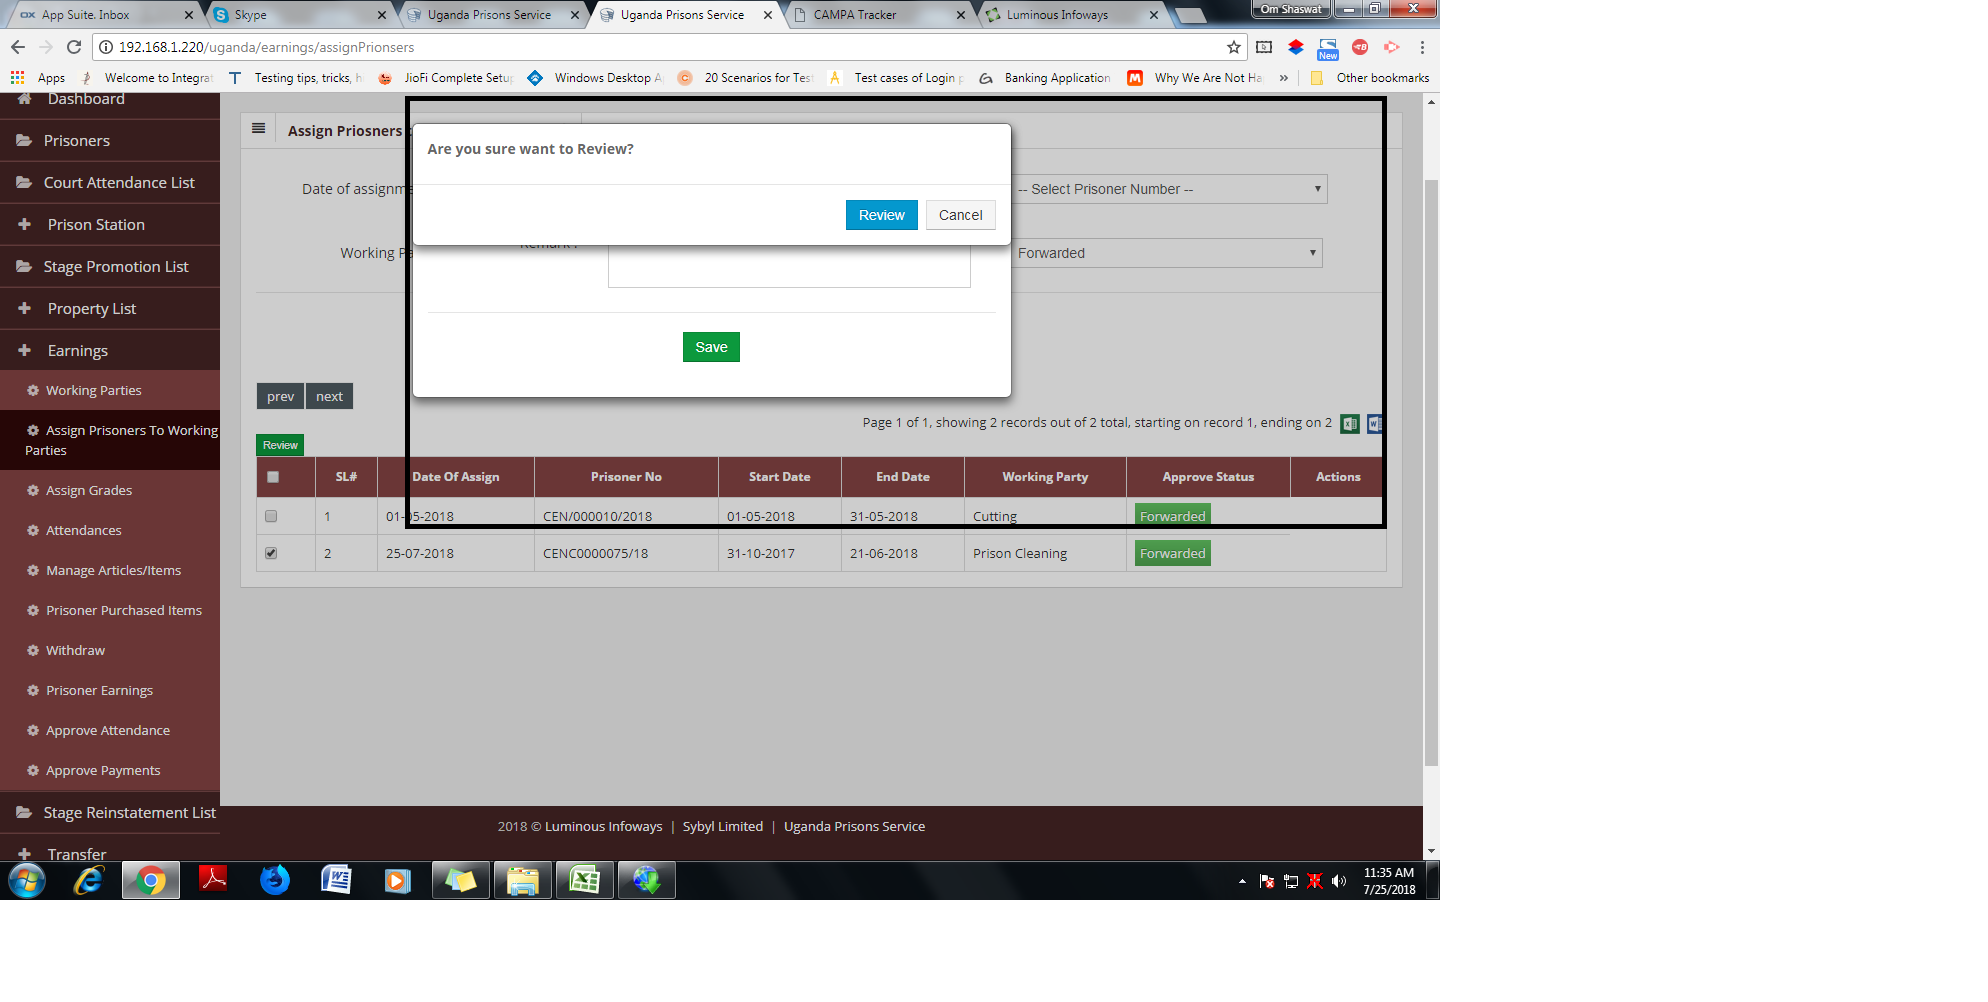 App Suite. Inbox
Skype
Uganda Prisons Service
Uganda Prisons Service
CAMPA Tracker
Luminous Infoways
Om Shaswat
192.168.1.220/uganda/earnings/assignPrionsers
New
Apps
Welcome to Integrat
Testing tips, tricks, h
JioFi Complete Setup
Windows Desktop A
20 Scenarios for Test
Test cases of Login p
Banking Application
Why We Are Not Ha
»
Other bookmarks
Dashboard
Prisoners
Court Attendance List
Prison Station
Stage Promotion List
Property List
Earnings
Working Parties
Assign Prisoners To Working
Parties
Assign Grades
Attendances
Manage Articles/Items
Prisoner Purchased Items
Withdraw
Prisoner Earnings
Approve Attendance
Approve Payments
Stage Reinstatement List
Transfer
Assign Priosners
Are you sure want to Review?
Date of assignme
-- Select Prisoner Number --
Review Cancel
Working Pa
Remark :
Forwarded
Save
prev next
Page 1 of 1, showing 2 records out of 2 total, starting on record 1, ending on 2
Review
SL# Date Of Assign Prisoner No Start Date End Date Working Party Approve Status Actions
1 01-05-2018 CEN/000010/2018 01-05-2018 31-05-2018 Cutting Forwarded
2 25-07-2018 CENC0000075/18 31-10-2017 21-06-2018 Prison Cleaning Forwarded
2018 © Luminous Infoways | Sybyl Limited | Uganda Prisons Service
11:35 AM
7/25/2018